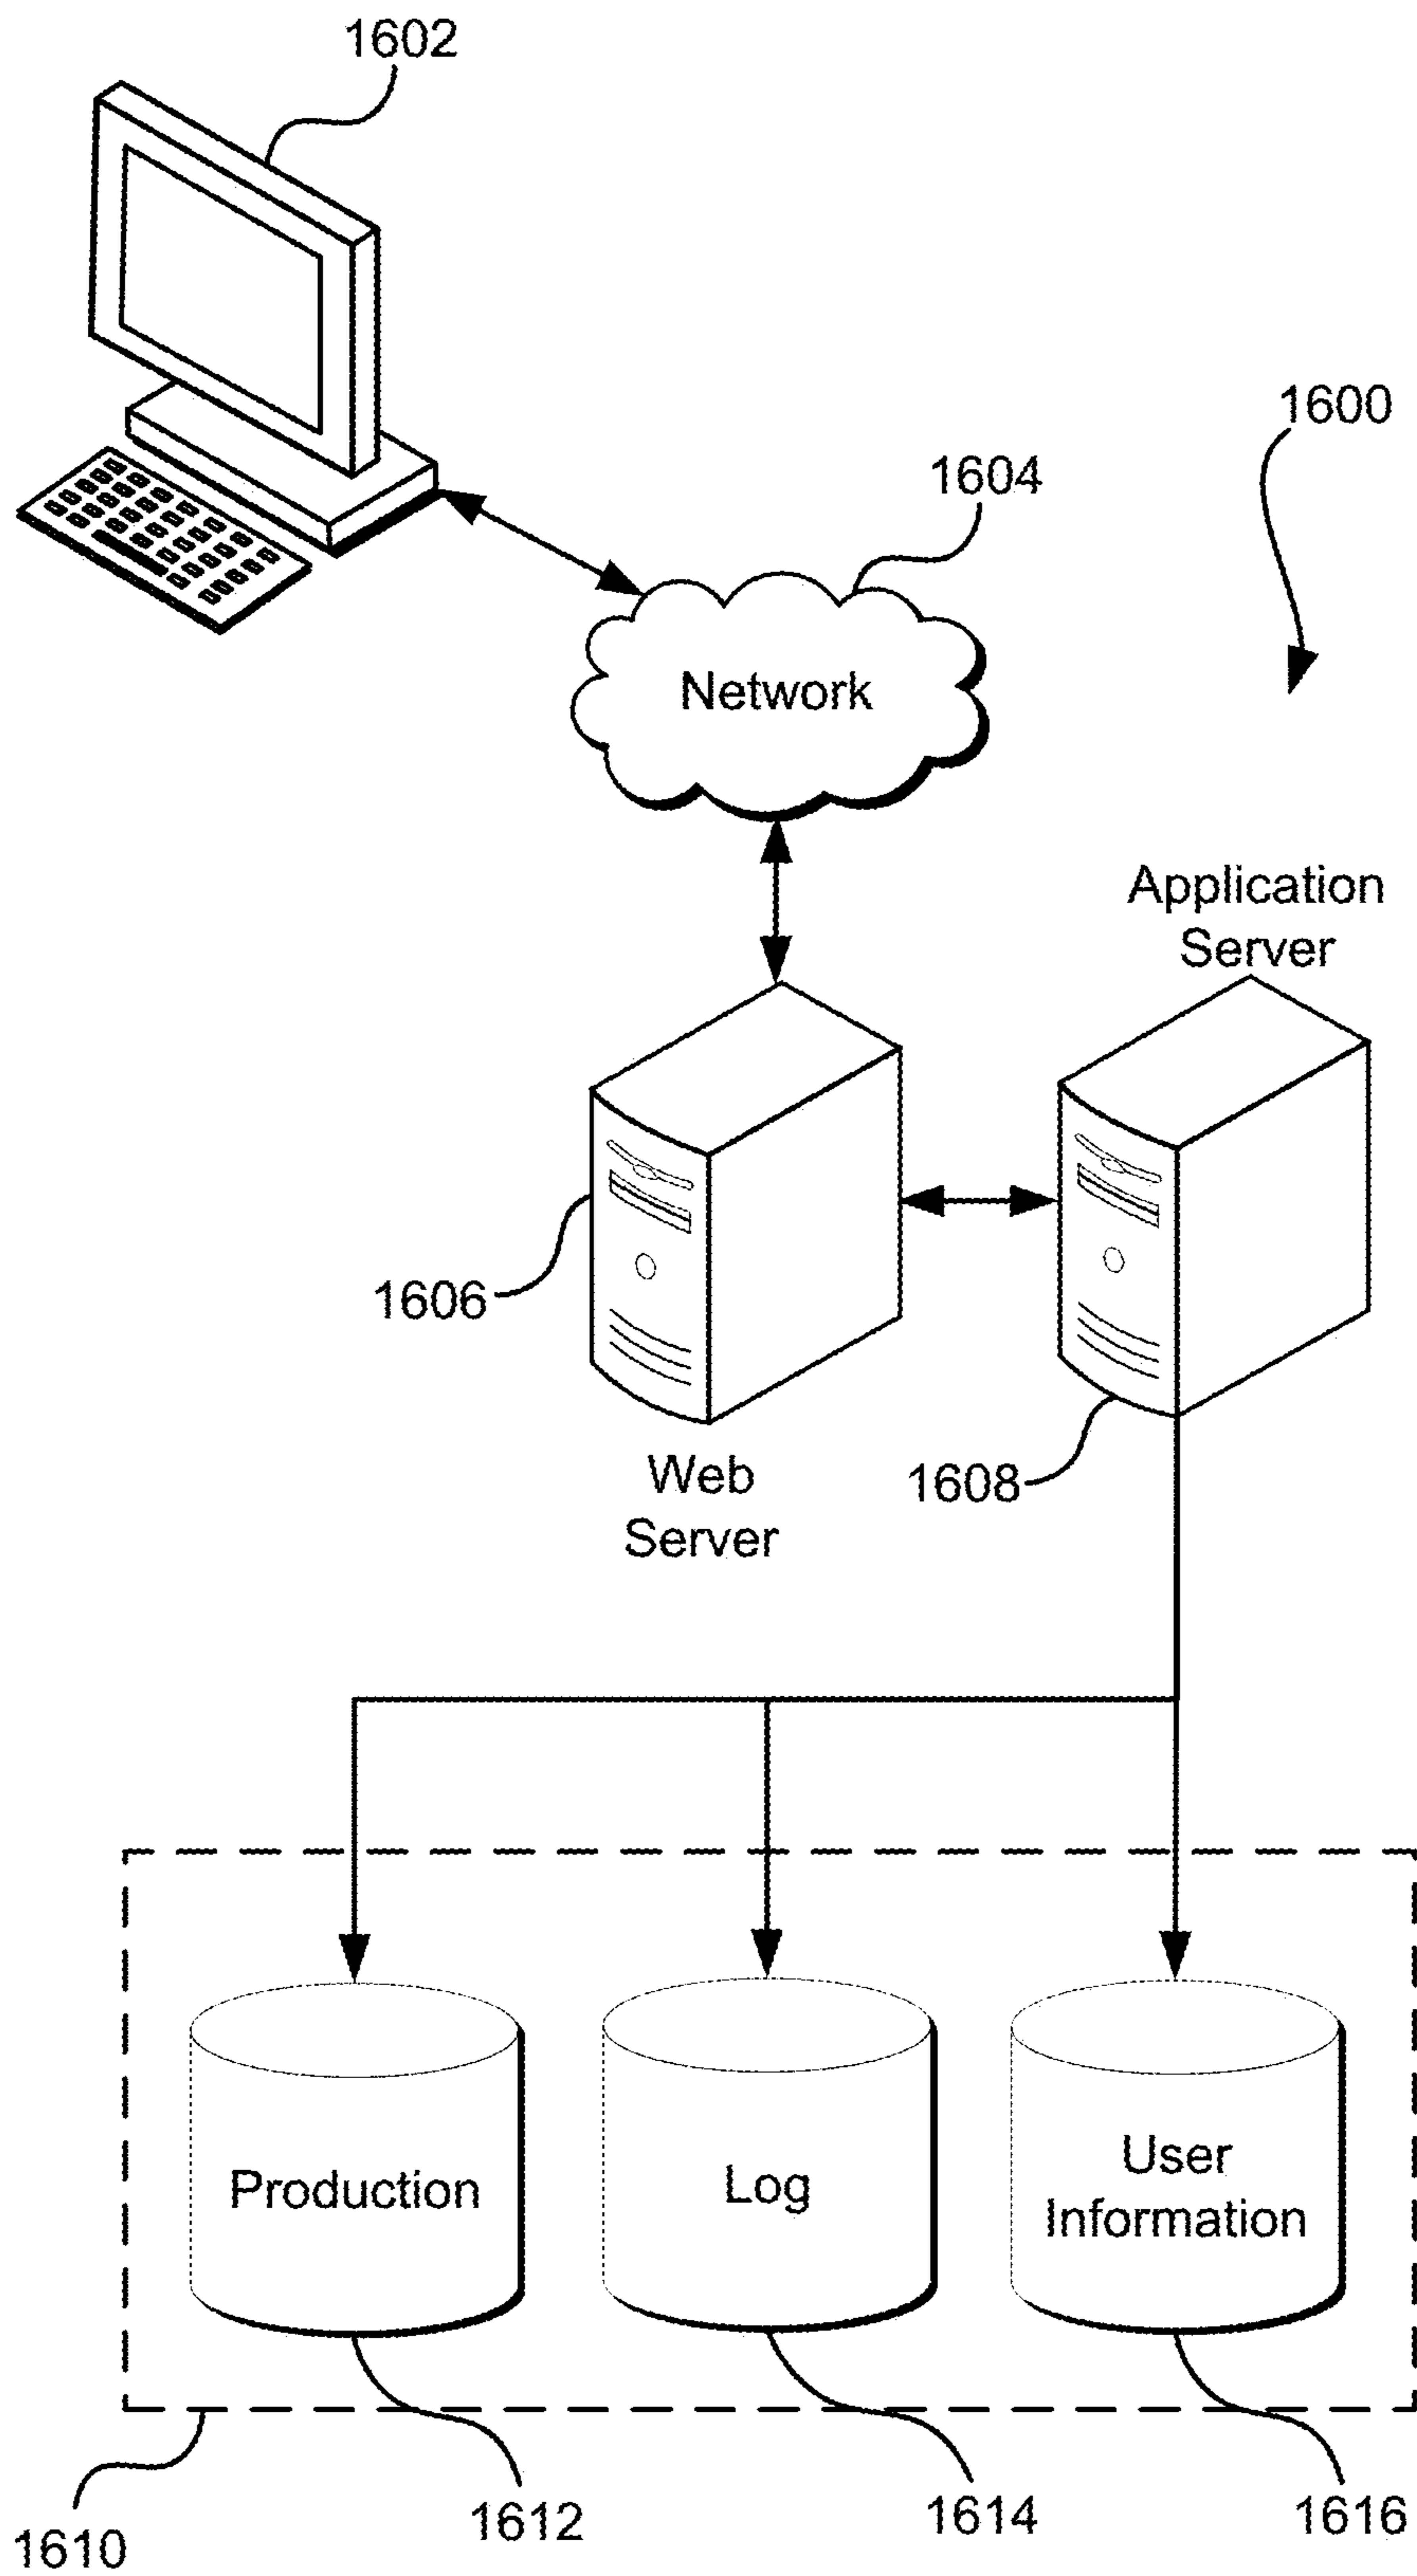 1602
1600
1604
Network
Application
Server
1606
Web
Server
1608
Production
Log
User
Information
1610
1612
1614
1616